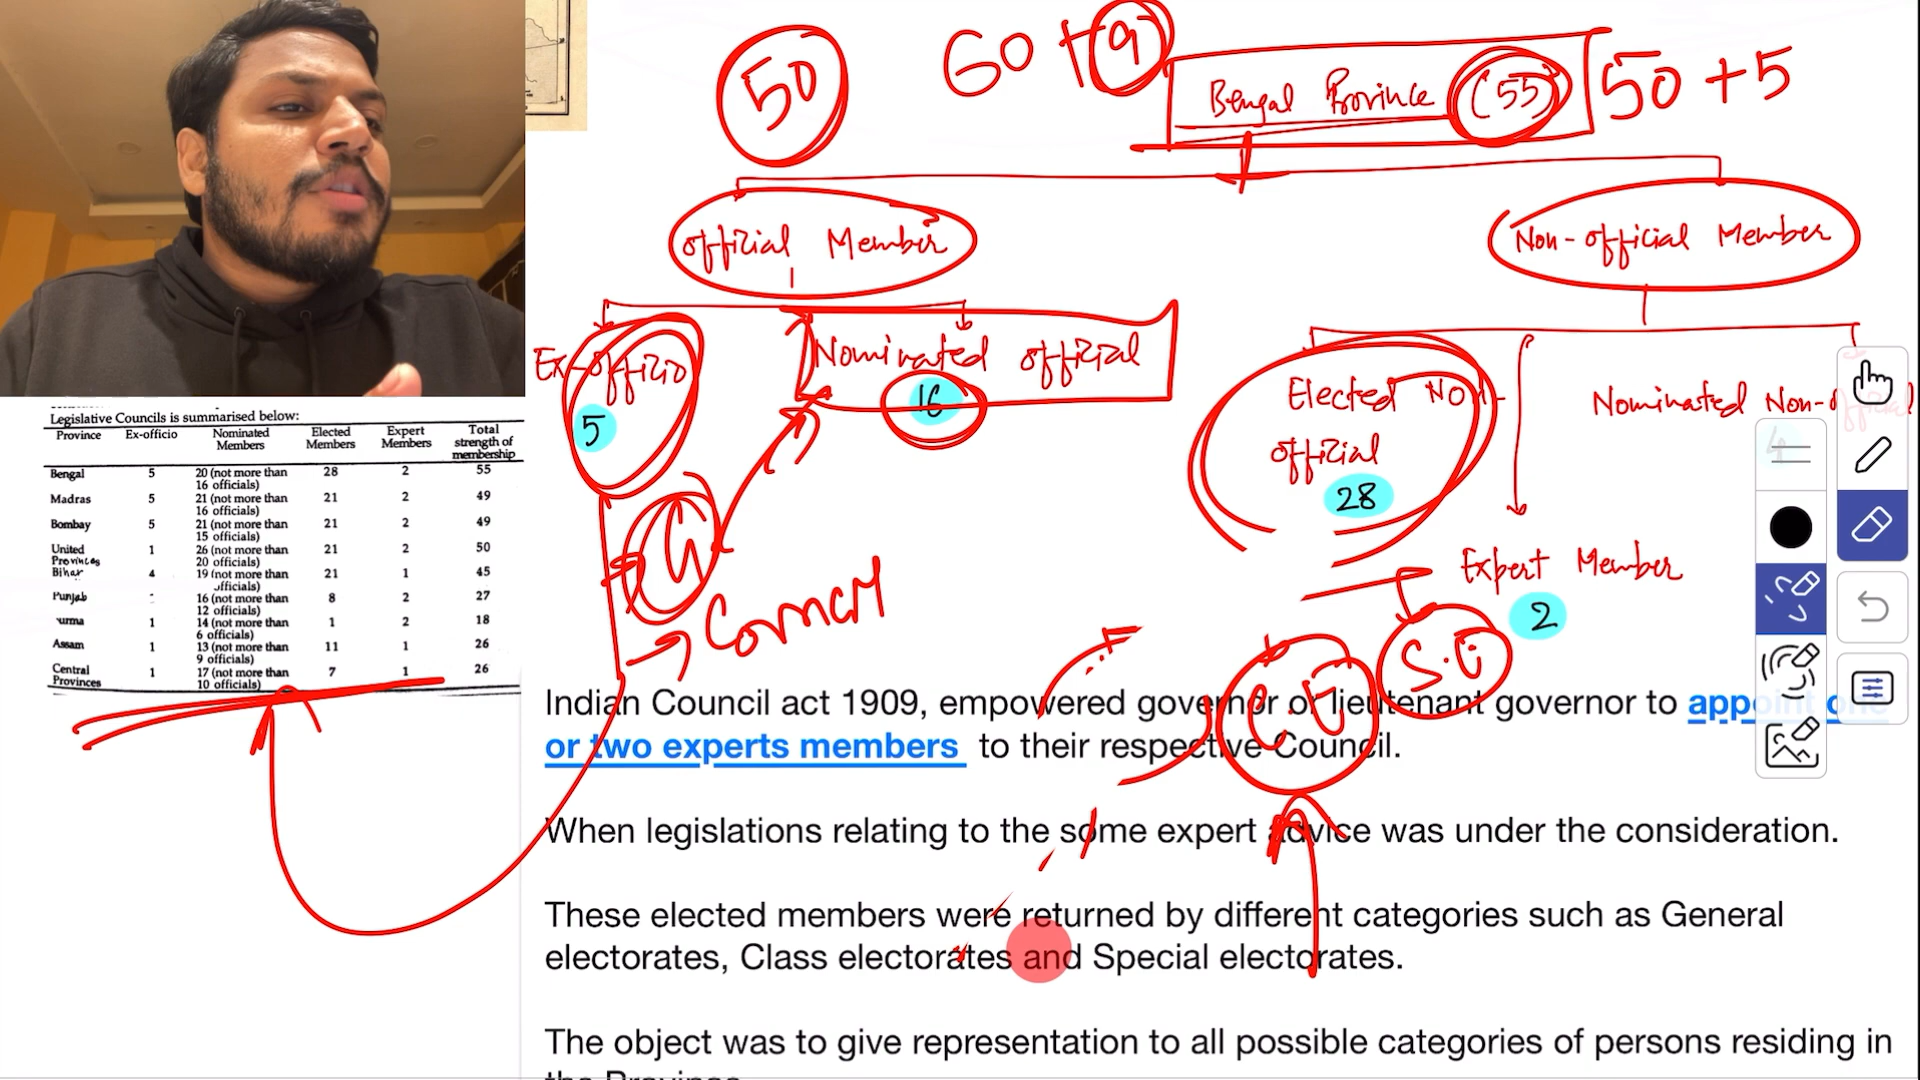 50
60 + 9
Bengal Province (55)
50 + 5
Official Member
Non-official Member
Ex-officio
5
Nominated official
16
Elected Non-
official
28
Nominated Non-official
4
Expert Member
2
G
Council
S.O
Legislative Councils is summarised below:
Province Ex-officio Nominated Members Elected Members Expert Members Total strength of membership
Bengal 5 20 (not more than 16 officials) 28 2 55
Madras 5 21 (not more than 16 officials) 21 2 49
Bombay 5 21 (not more than 15 officials) 21 2 49
United Provinces 1 26 (not more than 20 officials) 21 2 50
Bihar 4 19 (not more than officials) 21 1 45
Punjab 16 (not more than 12 officials) 8 2 27
urma 1 14 (not more than 6 officials) 1 2 18
Assam 1 13 (not more than 9 officials) 11 1 26
Central Provinces 1 17 (not more than 10 officials) 7 1 26
Indian Council act 1909, empowered governor or lieutenant governor to appoint one
or two experts members to their respective Council.
When legislations relating to the some expert advice was under the consideration.
These elected members were returned by different categories such as General
electorates, Class electorates and Special electorates.
The object was to give representation to all possible categories of persons residing in
the Province